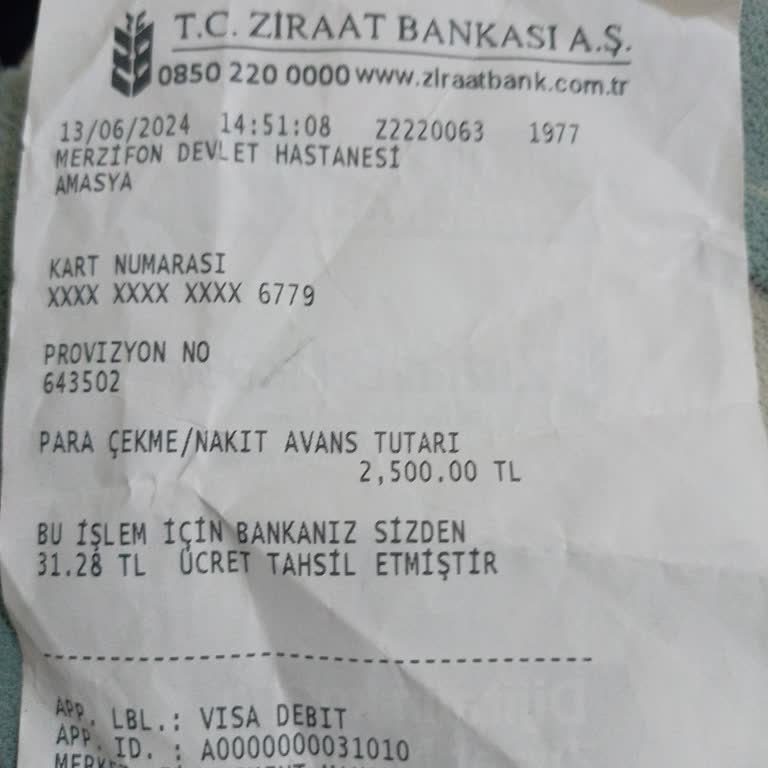 T.C. ZİRAAT BANKASI A.Ş.
0850 220 0000 www.ziraatbank.com.tr
13/06/2024 14:51:08 Z2220063 1977
MERZİFON DEVLET HASTANESİ
AMASYA
KART NUMARASI
XXXX XXXX XXXX 6779
PROVİZYON NO
643502
PARA ÇEKME/NAKİT AVANS TUTARI
2,500.00 TL
BU İŞLEM İÇİN BANKANIZ SİZDEN
31.28 TL ÜCRET TAHSİL ETMİŞTİR
APP. LBL.: VISA DEBIT
APP. ID. : A0000000031010